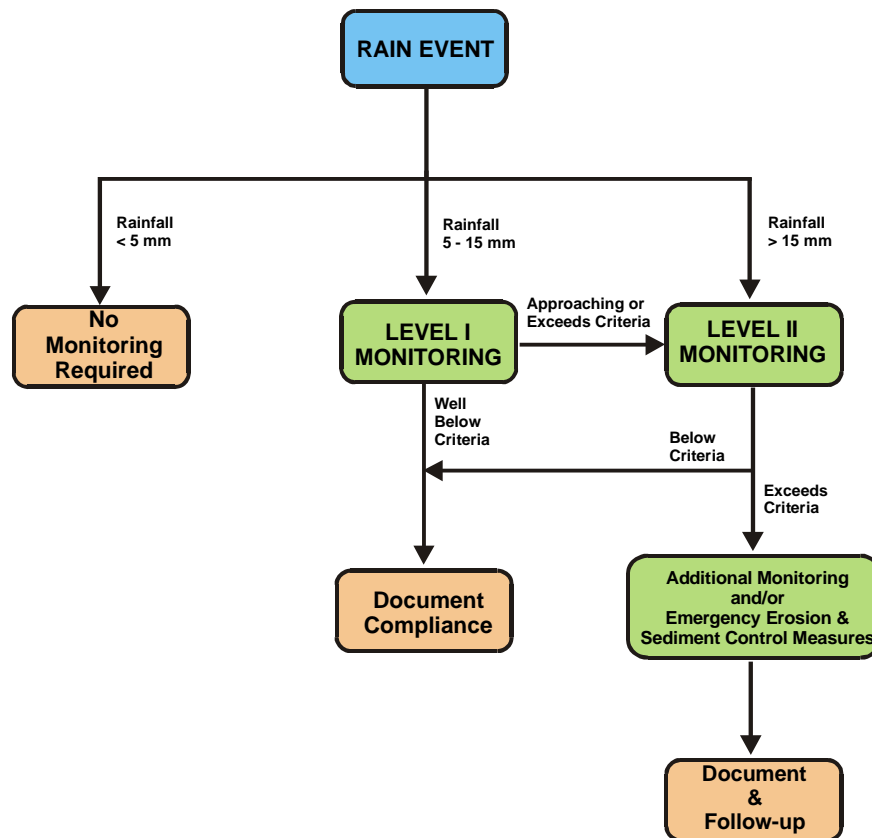 RAIN EVENT
Rainfall
< 5 mm
Rainfall
5 - 15 mm
Rainfall
> 15 mm
No
Monitoring
Required
LEVEL I
MONITORING
Approaching or
Exceeds Criteria
LEVEL II
MONITORING
Well
Below
Criteria
Below
Criteria
Exceeds
Criteria
Document
Compliance
Additional Monitoring
and/or
Emergency Erosion &
Sediment Control Measures
Document
&
Follow-up